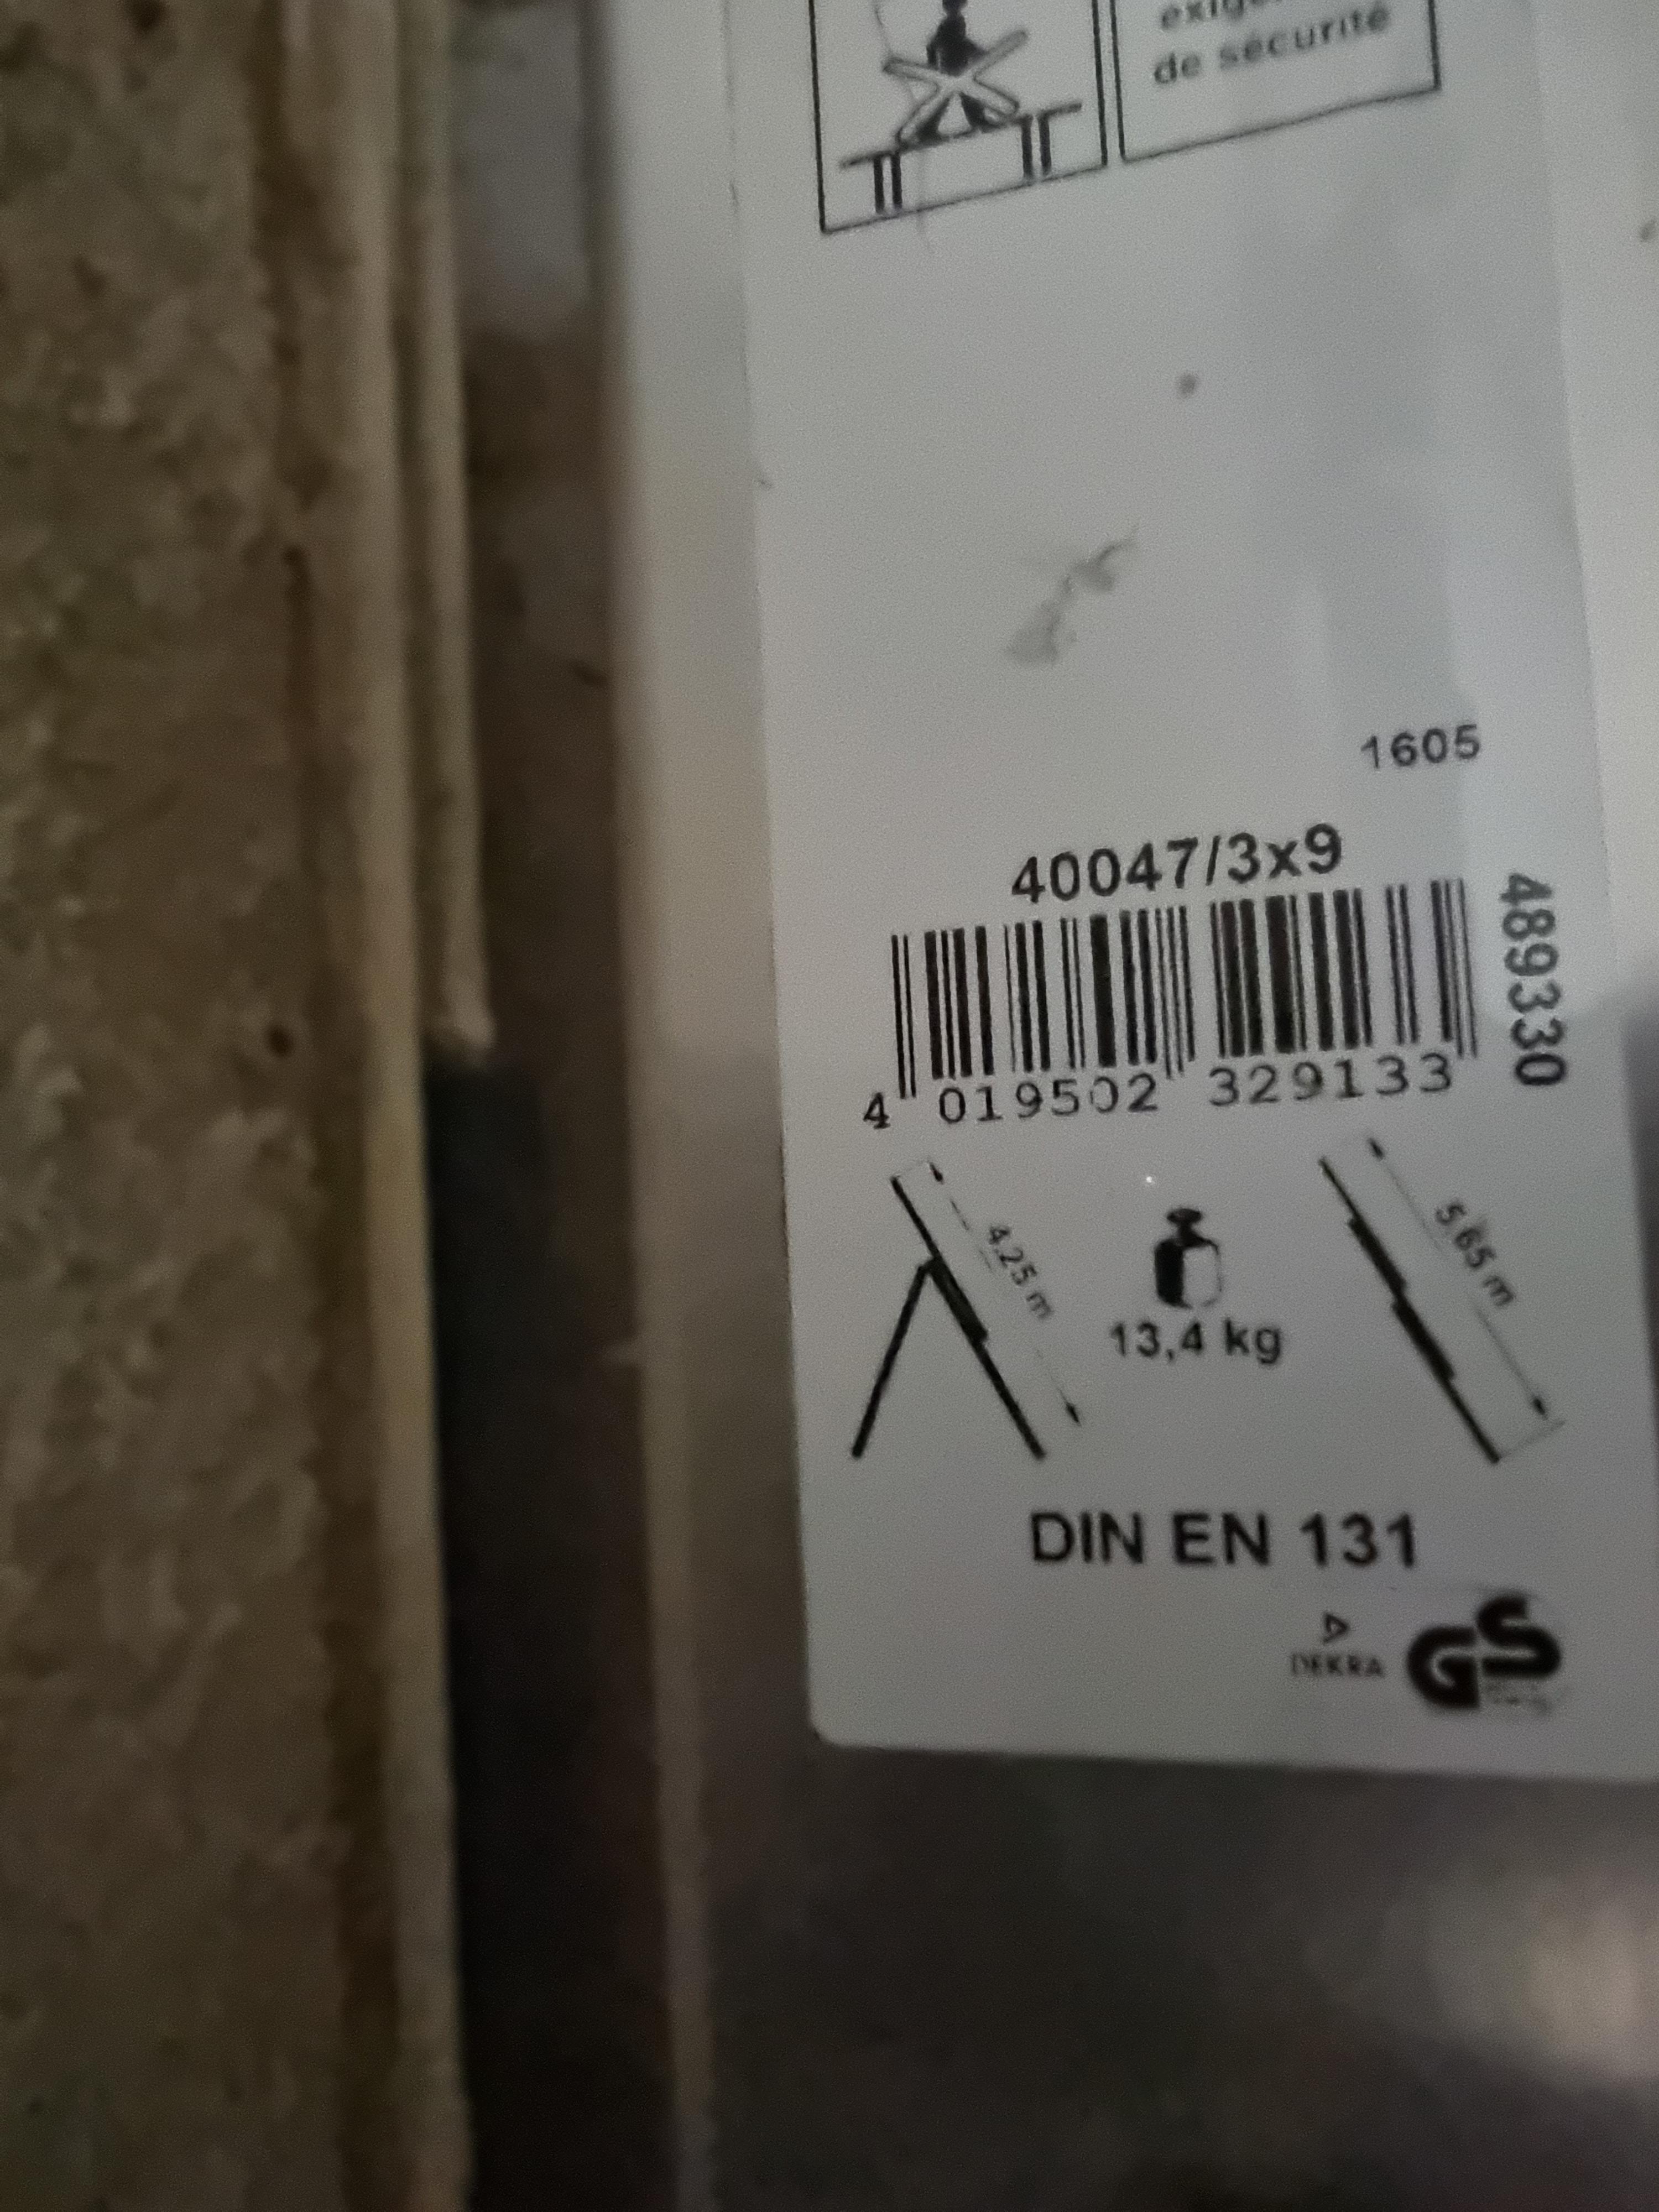 de sécurité
1605
40047/3x9
489330
4 019502 329133
4,25 m
13,4 kg
5,65 m
DIN EN 131
DEKRA
GS